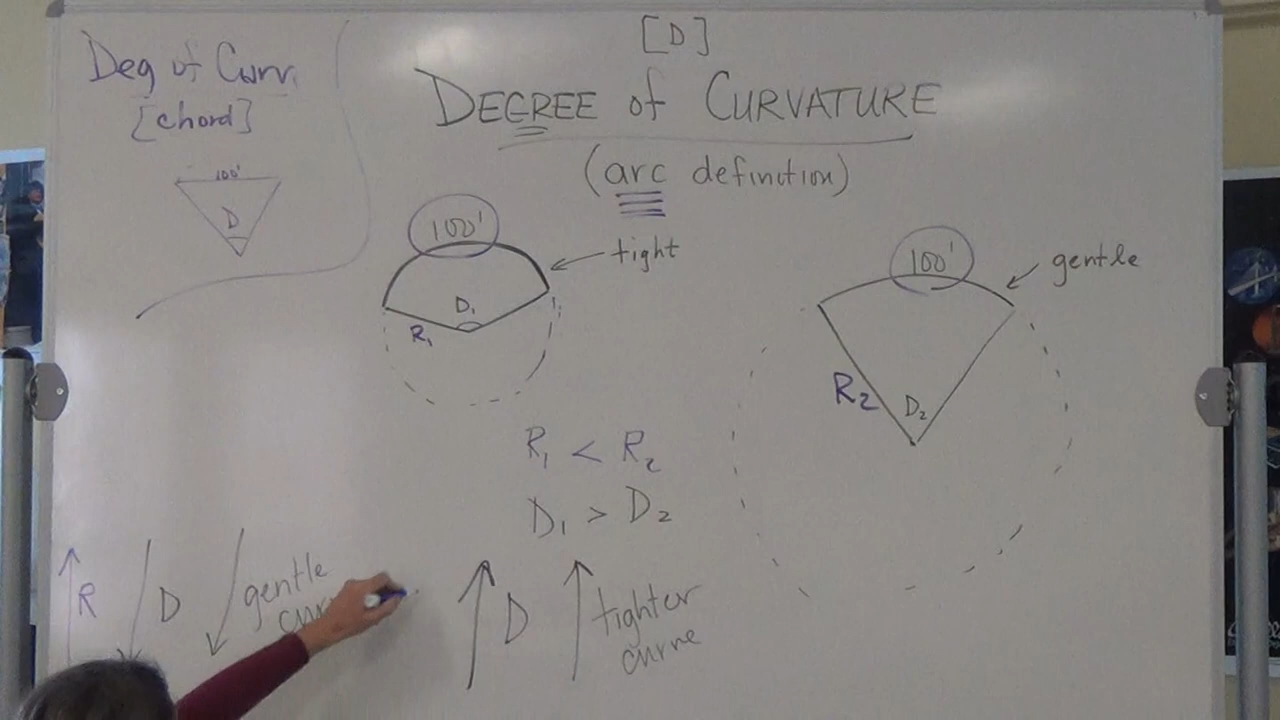 Deg of Curv.
[chord]
100'
D
[D]
DEGREE of CURVATURE
(arc definition)
100'
tight
D₁
R₁
100'
gentle
R₂
D₂
R₁ < R₂
D₁ > D₂
R
D
gentle
D
tighter
curve